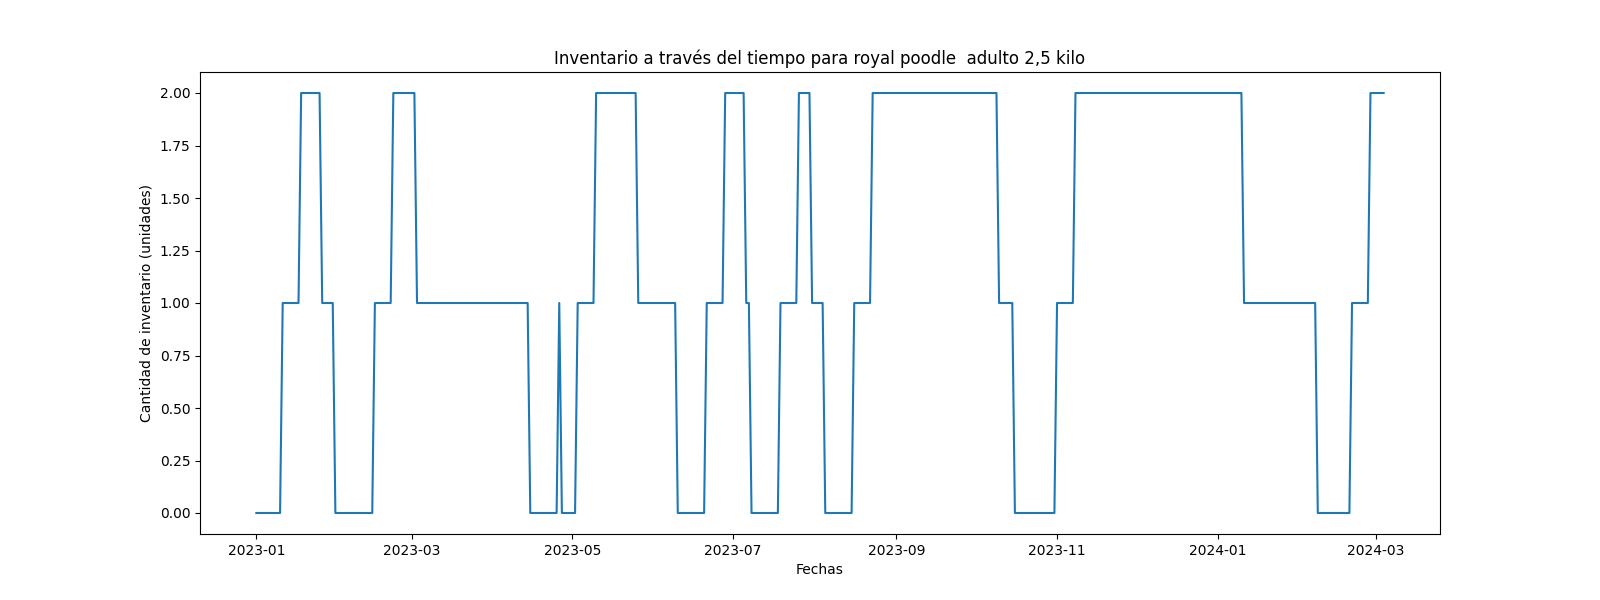 Inventario a través del tiempo para royal poodle  adulto 2,5 kilo
Cantidad de inventario (unidades)
2.00
1.75
1.50
1.25
1.00
0.75
0.50
0.25
0.00
2023-01 2023-03 2023-05 2023-07 2023-09 2023-11 2024-01 2024-03
Fechas